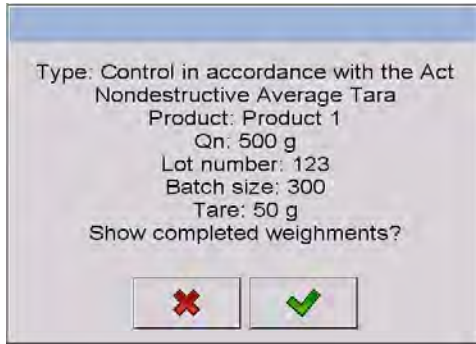 Type: Control in accordance with the Act
Nondestructive Average Tara
Product: Product 1
Qn: 500 g
Lot number: 123
Batch size: 300
Tare: 50 g
Show completed weighments?